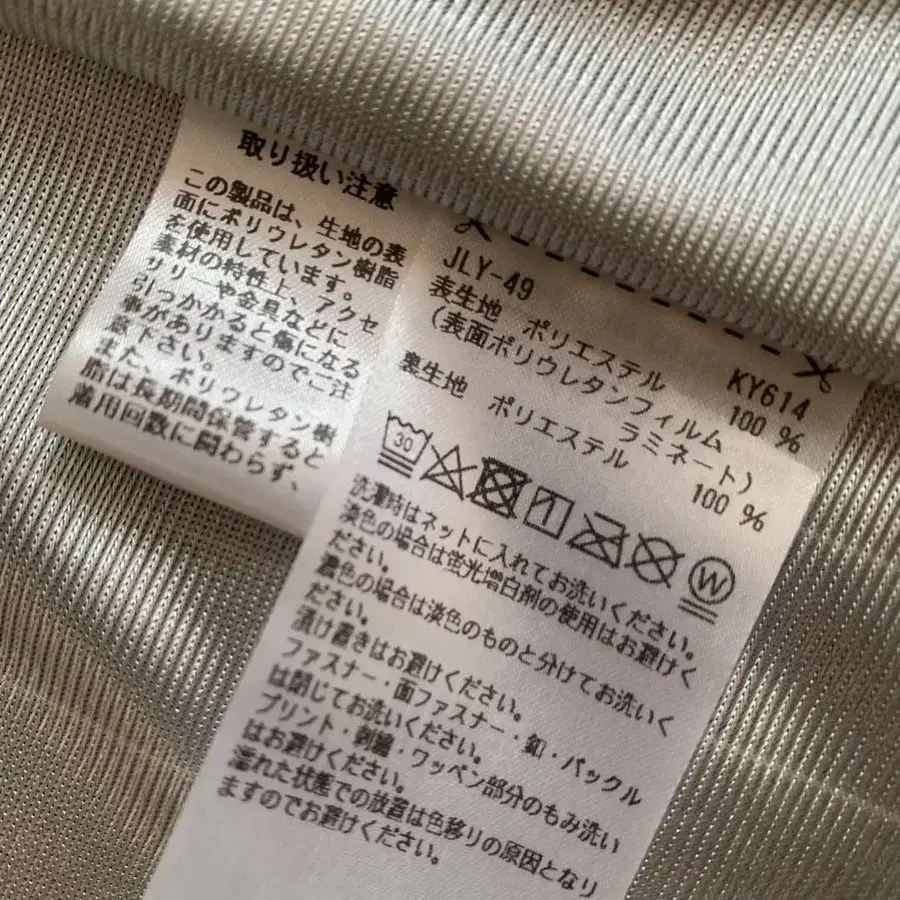 取り扱い注意
この製品は、生地の表
面にポリウレタン樹脂
を使用しています。
素材の特性上、アクセ
サリーや金具などに
引っかかると傷になる
事がありますのでご注
意下さい。
また、ポリウレタン樹
脂は長期間保管すると
着用回数に関わらず、
JLY-49 KY614
表生地 ポリエステル 100 %
(表面ポリウレタンフィルム
ラミネート)
裏生地 ポリエステル 100 %
30
W
洗濯時はネットに入れてお洗いください。
淡色の場合は蛍光増白剤の使用はお避けく
ださい。
濃色の場合は淡色のものと分けてお洗いく
ださい。
漬け置きはお避けください。
ファスナー・面ファスナー・釦・バックル
は閉じてお洗いください。
プリント・刺繍・ワッペン部分のもみ洗い
はお避けください。
濡れた状態での放置は色移りの原因となり
ますのでお避けください。